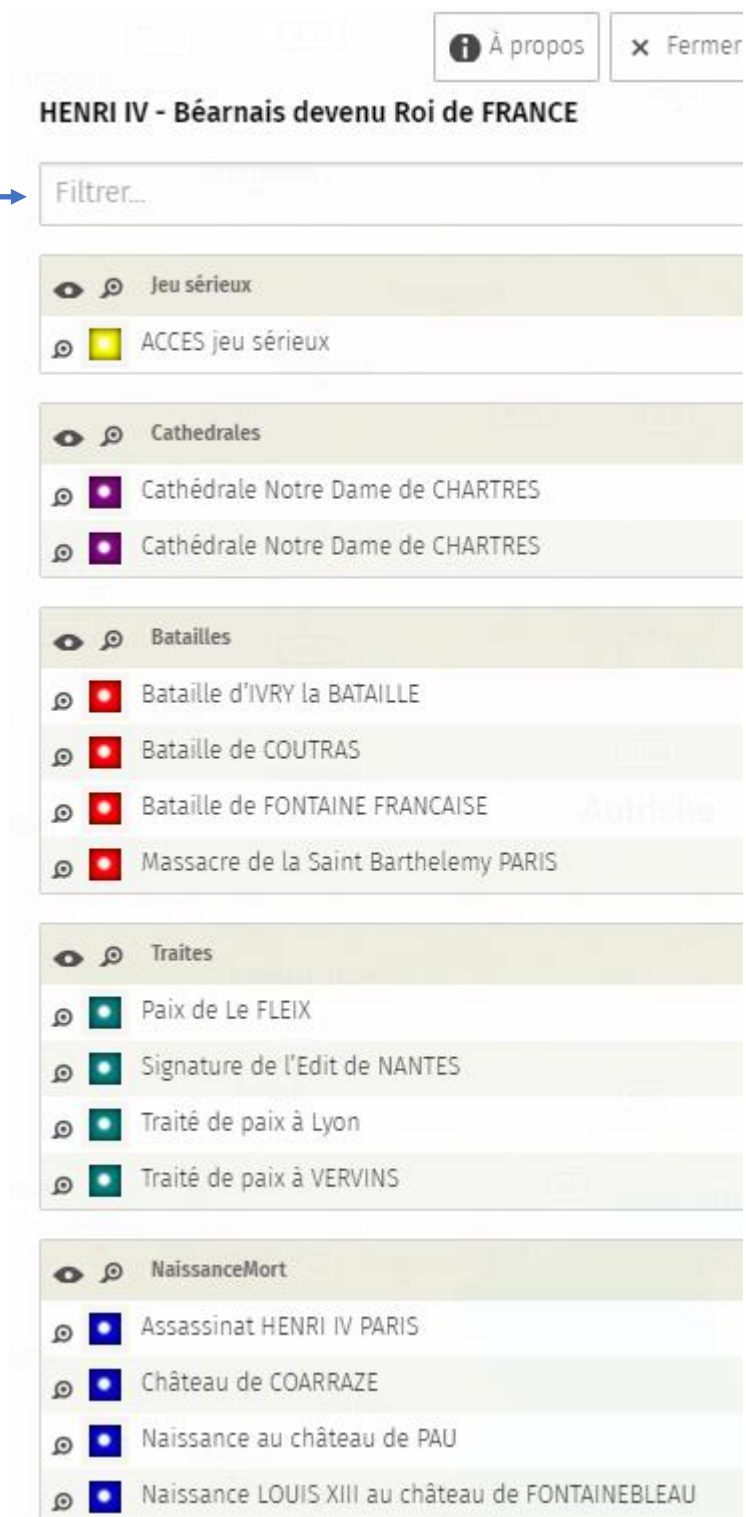 À propos
× Fermer
HENRI IV - Béarnais devenu Roi de FRANCE
Filtrer...
Jeu sérieux
ACCES jeu sérieux
Cathedrales
Cathédrale Notre Dame de CHARTRES
Cathédrale Notre Dame de CHARTRES
Batailles
Bataille d'IVRY la BATAILLE
Bataille de COUTRAS
Bataille de FONTAINE FRANCAISE
Massacre de la Saint Barthelemy PARIS
Autriche
Traites
Paix de Le FLEIX
Signature de l'Edit de NANTES
Traité de paix à Lyon
Traité de paix à VERVINS
NaissanceMort
Assassinat HENRI IV PARIS
Château de COARRAZE
Naissance au château de PAU
Naissance LOUIS XIII au château de FONTAINEBLEAU